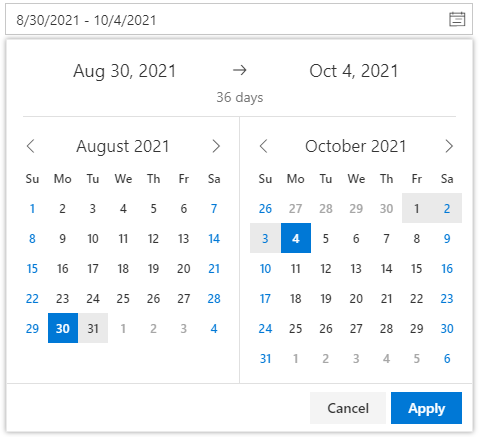 8/30/2021 - 10/4/2021
Aug 30, 2021 → Oct 4, 2021
36 days
August 2021
Su Mo Tu We Th Fr Sa
1 2 3 4 5 6 7
8 9 10 11 12 13 14
15 16 17 18 19 20 21
22 23 24 25 26 27 28
29 30 31 1 2 3 4
October 2021
Su Mo Tu We Th Fr Sa
26 27 28 29 30 1 2
3 4 5 6 7 8 9
10 11 12 13 14 15 16
17 18 19 20 21 22 23
24 25 26 27 28 29 30
31 1 2 3 4 5 6
Cancel Apply